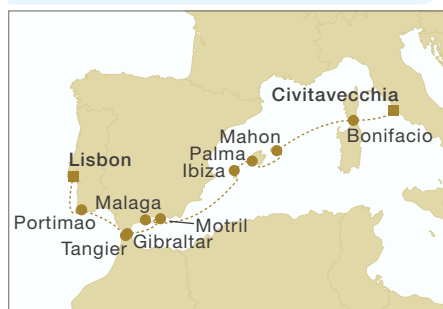 Civitavecchia
Mahon
Bonifacio
Palma
Ibiza
Lisbon
Malaga
Portimao
Motril
Gibraltar
Tangier